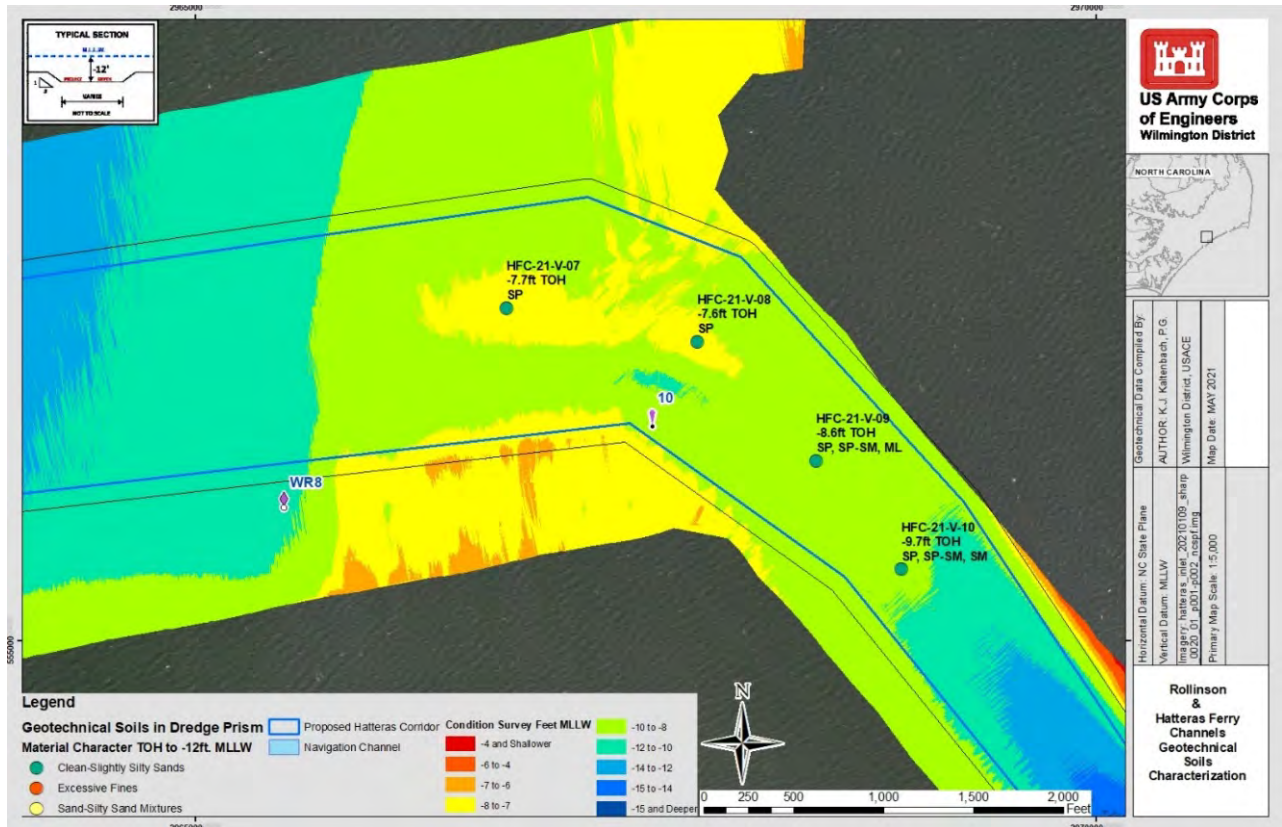 2965000
2970000
TYPICAL SECTION
-12'
VARIES
NOT TO SCALE
US Army Corps
of Engineers
Wilmington District
NORTH CAROLINA
HFC-21-V-07
-7.7ft TOH
SP
HFC-21-V-08
-7.6ft TOH
SP
10
HFC-21-V-09
-8.6ft TOH
SP, SP-SM, ML
WR8
HFC-21-V-10
-9.7ft TOH
SP, SP-SM, SM
555000
555000
Geotechnical Data Compiled By:
AUTHOR: K.J. Kaltenbach, P.G.
Wilmington District, USACE
Map Date: MAY 2021
Horizontal Datum: NC State Plane
Vertical Datum: MLLW
Imagery: hatteras_inlet_20210109_sharp
0020_01_p001-p002_ncspf.img
Primary Map Scale: 1:5,000
Rollinson
&
Hatteras Ferry
Channels
Geotechnical
Soils
Characterization
Legend
Geotechnical Soils in Dredge Prism
Material Character TOH to -12ft. MLLW
Clean-Slightly Silty Sands
Excessive Fines
Sand-Silty Sand Mixtures
Proposed Hatteras Corridor
Navigation Channel
Condition Survey Feet MLLW
-4 and Shallower
-6 to -4
-7 to -6
-8 to -7
-10 to -8
-12 to -10
-14 to -12
-15 to -14
-15 and Deeper
N
0 250 500 1,000 1,500 2,000
Feet
2965000
2970000